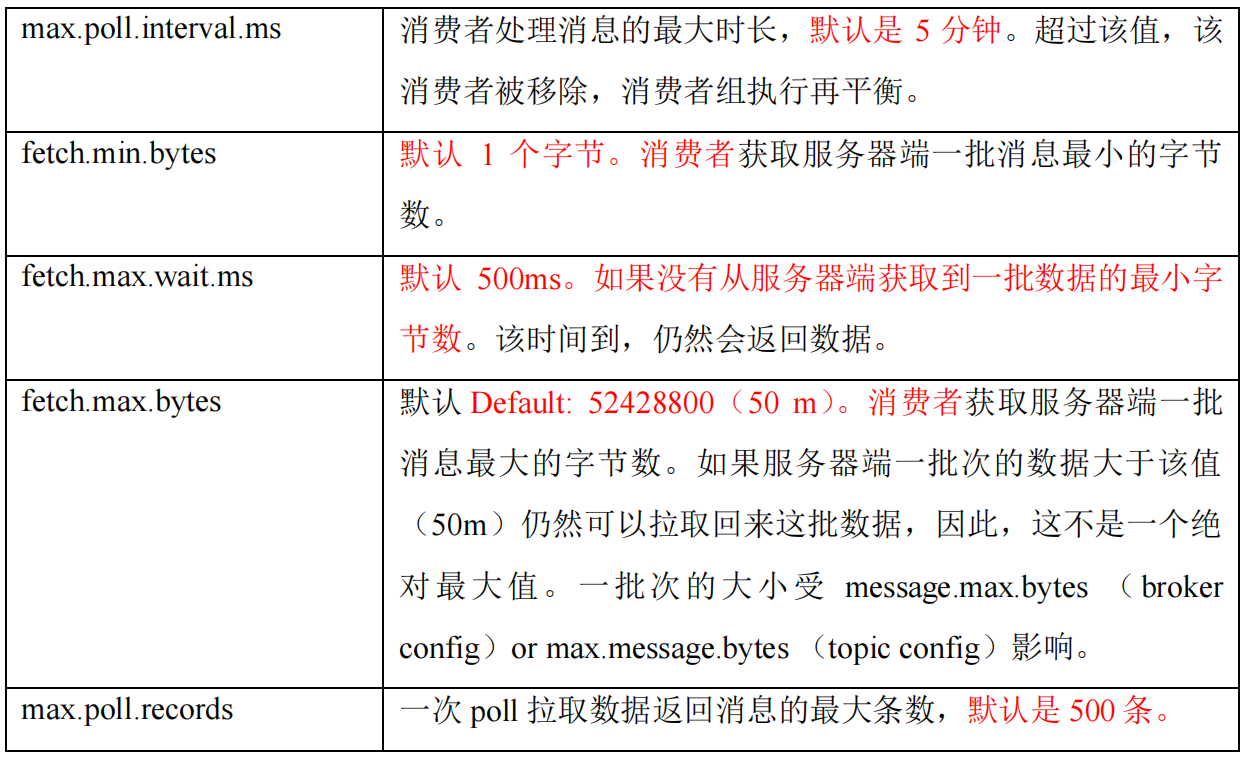 max.poll.interval.ms
消费者处理消息的最大时长，默认是 5 分钟。超过该值，该
消费者被移除，消费者组执行再平衡。
fetch.min.bytes
默认 1 个字节。消费者获取服务器端一批消息最小的字节
数。
fetch.max.wait.ms
默认 500ms。如果没有从服务器端获取到一批数据的最小字
节数。该时间到，仍然会返回数据。
fetch.max.bytes
默认 Default: 52428800（50 m）。消费者获取服务器端一批
消息最大的字节数。如果服务器端一批次的数据大于该值
（50m）仍然可以拉取回来这批数据，因此，这不是一个绝
对最大值。一批次的大小受 message.max.bytes （broker
config）or max.message.bytes （topic config）影响。
max.poll.records
一次 poll 拉取数据返回消息的最大条数，默认是 500 条。